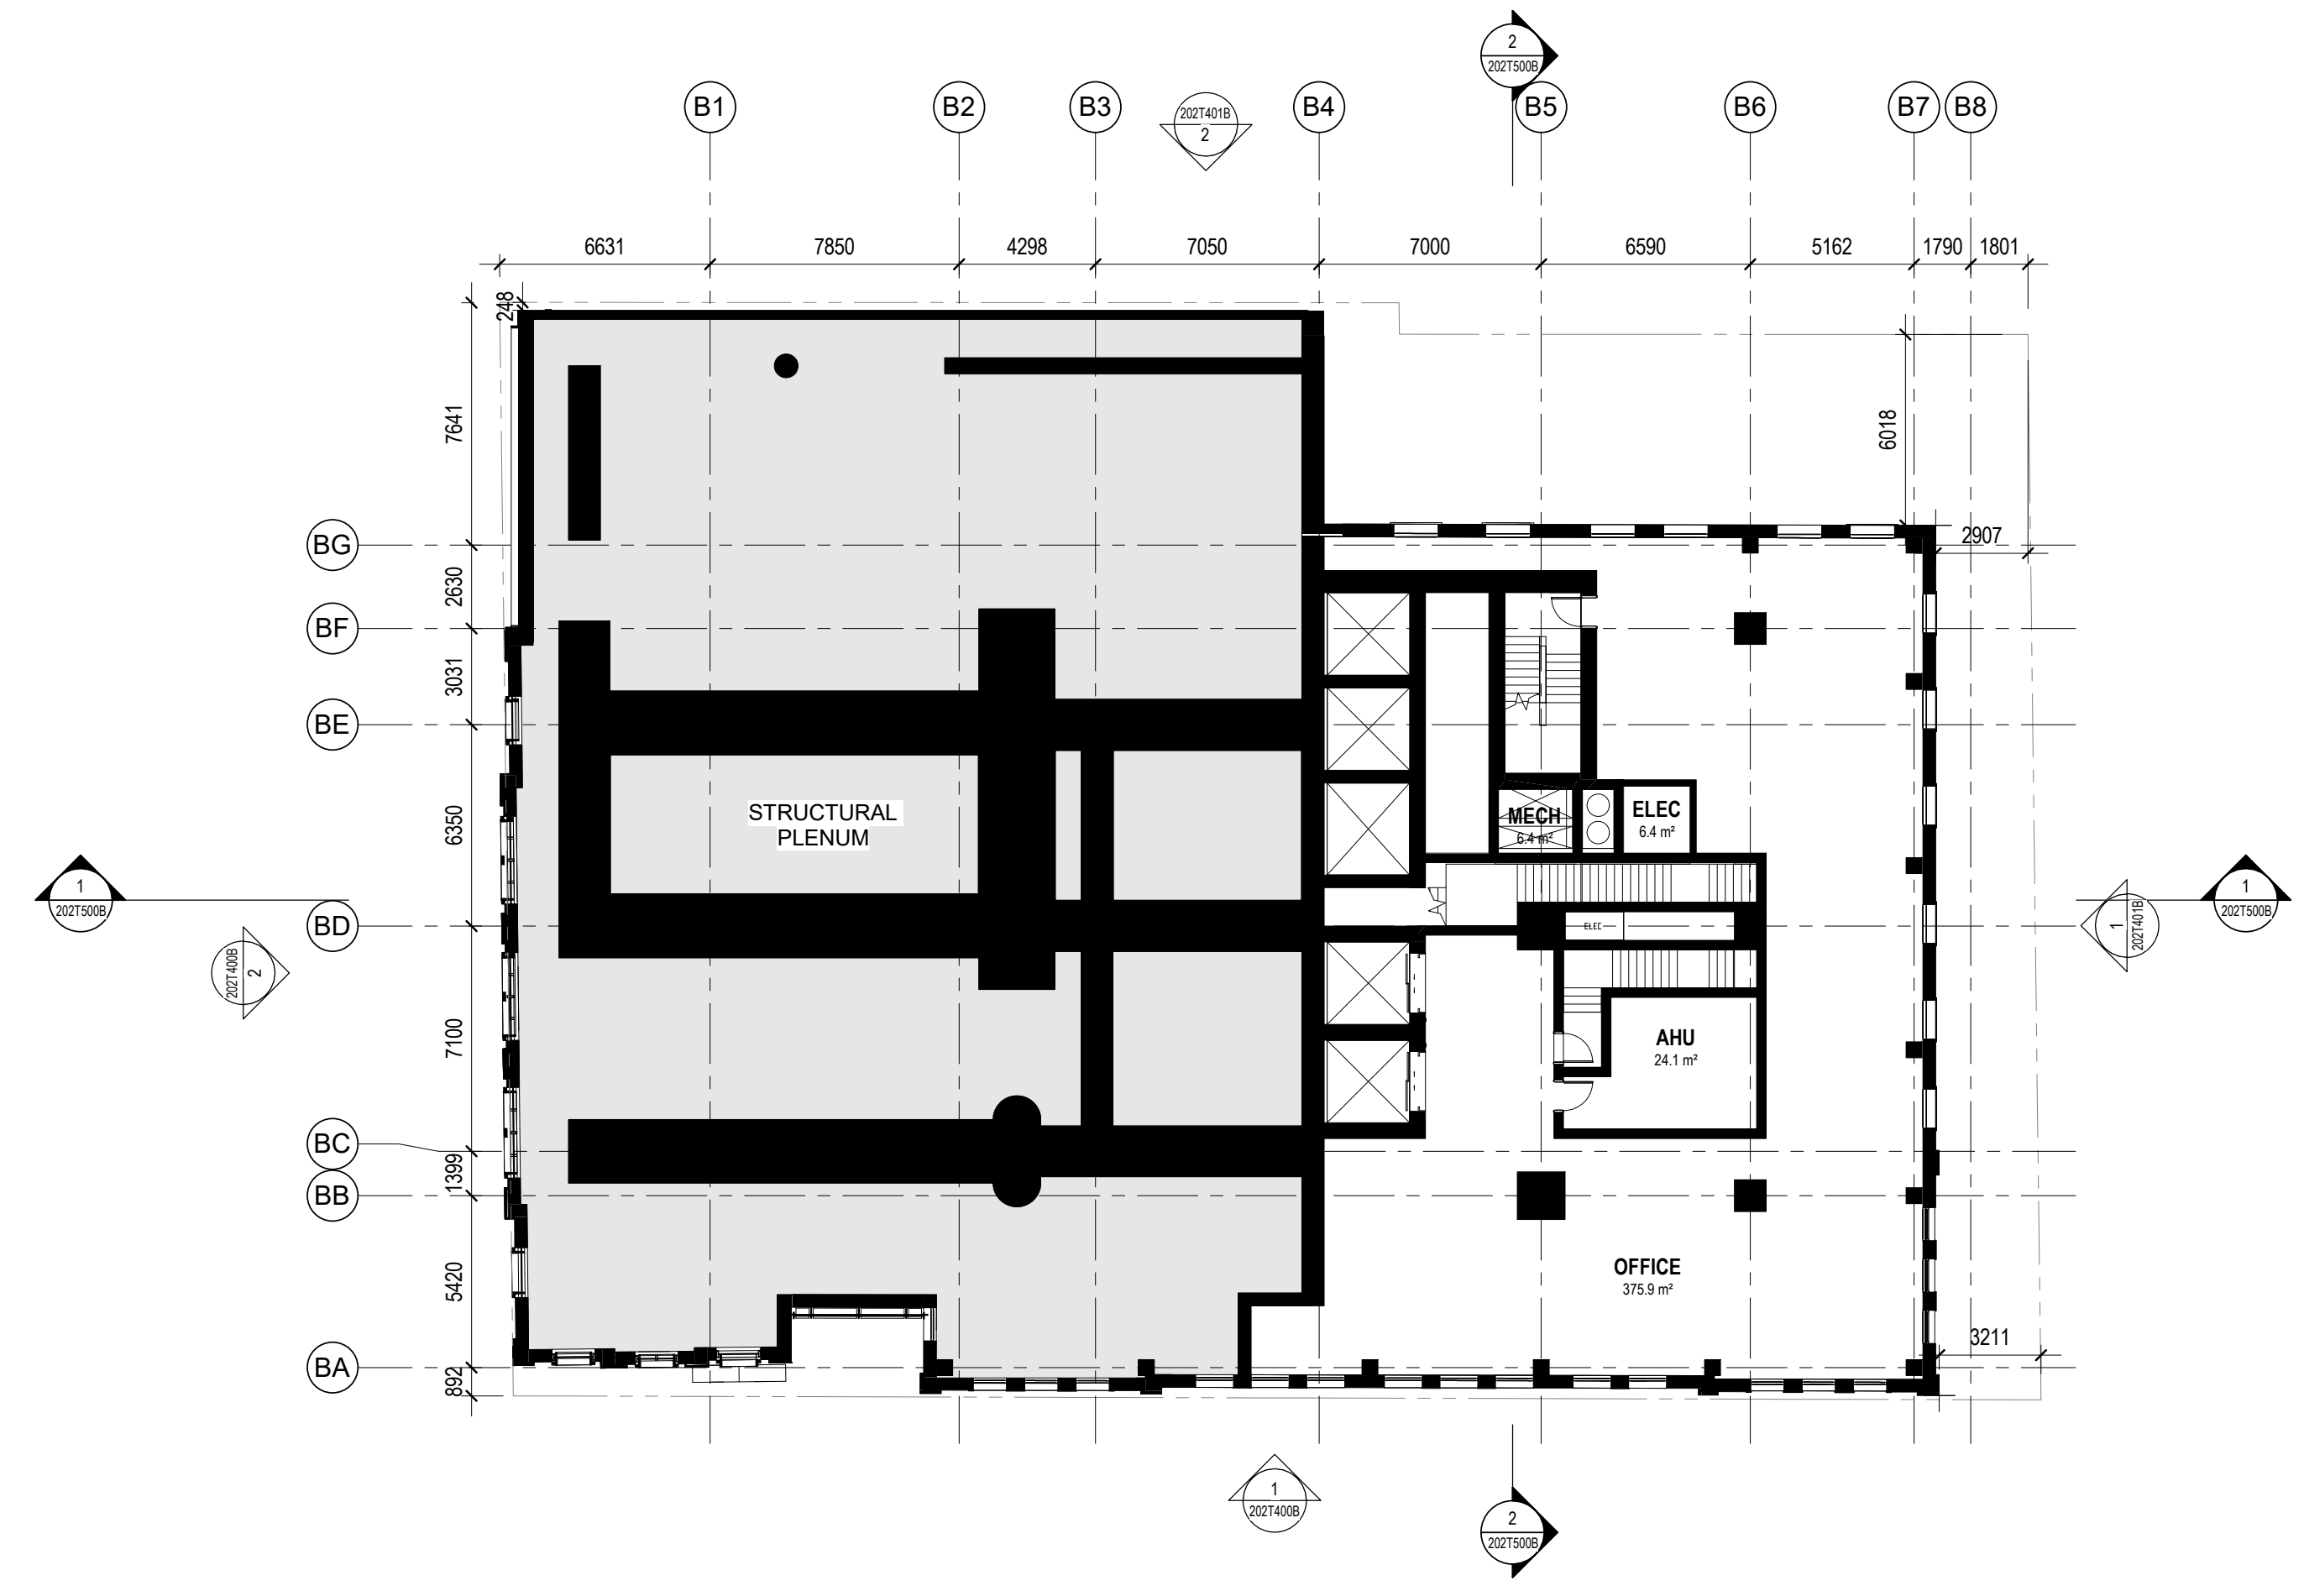 2
202T500B
B1
B2
B3
202T401B
2
B4
B5
B6
B7
B8
6631
7850
4298
7050
7000
6590
5162
1790
1801
248
7641
6018
BG
2907
2630
BF
3031
BE
STRUCTURAL
PLENUM
6350
MECH
6.4 m²
ELEC
6.4 m²
1
202T500B
1
202T500B
BD
ELEC
1
202T401B
2
202T400B
7100
AHU
24.1 m²
BC
1399
BB
OFFICE
375.9 m²
5420
3211
BA
892
1
202T400B
2
202T500B